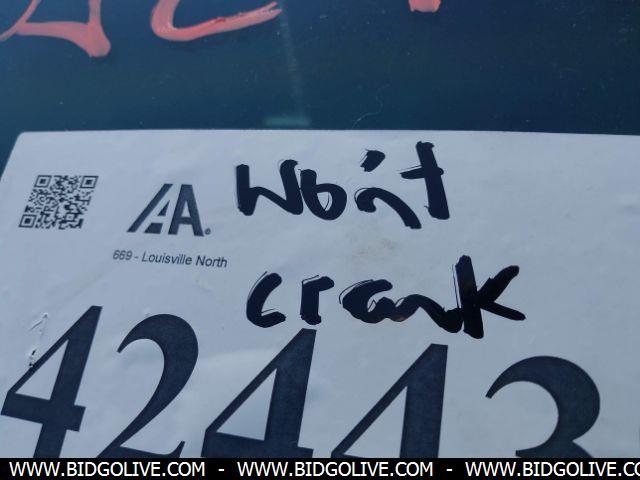 Won't
IAA.
669 - Louisville North
crank
42443
WWW.BIDGOLIVE.COM - WWW.BIDGOLIVE.COM - WWW.BIDGOLIVE.CO